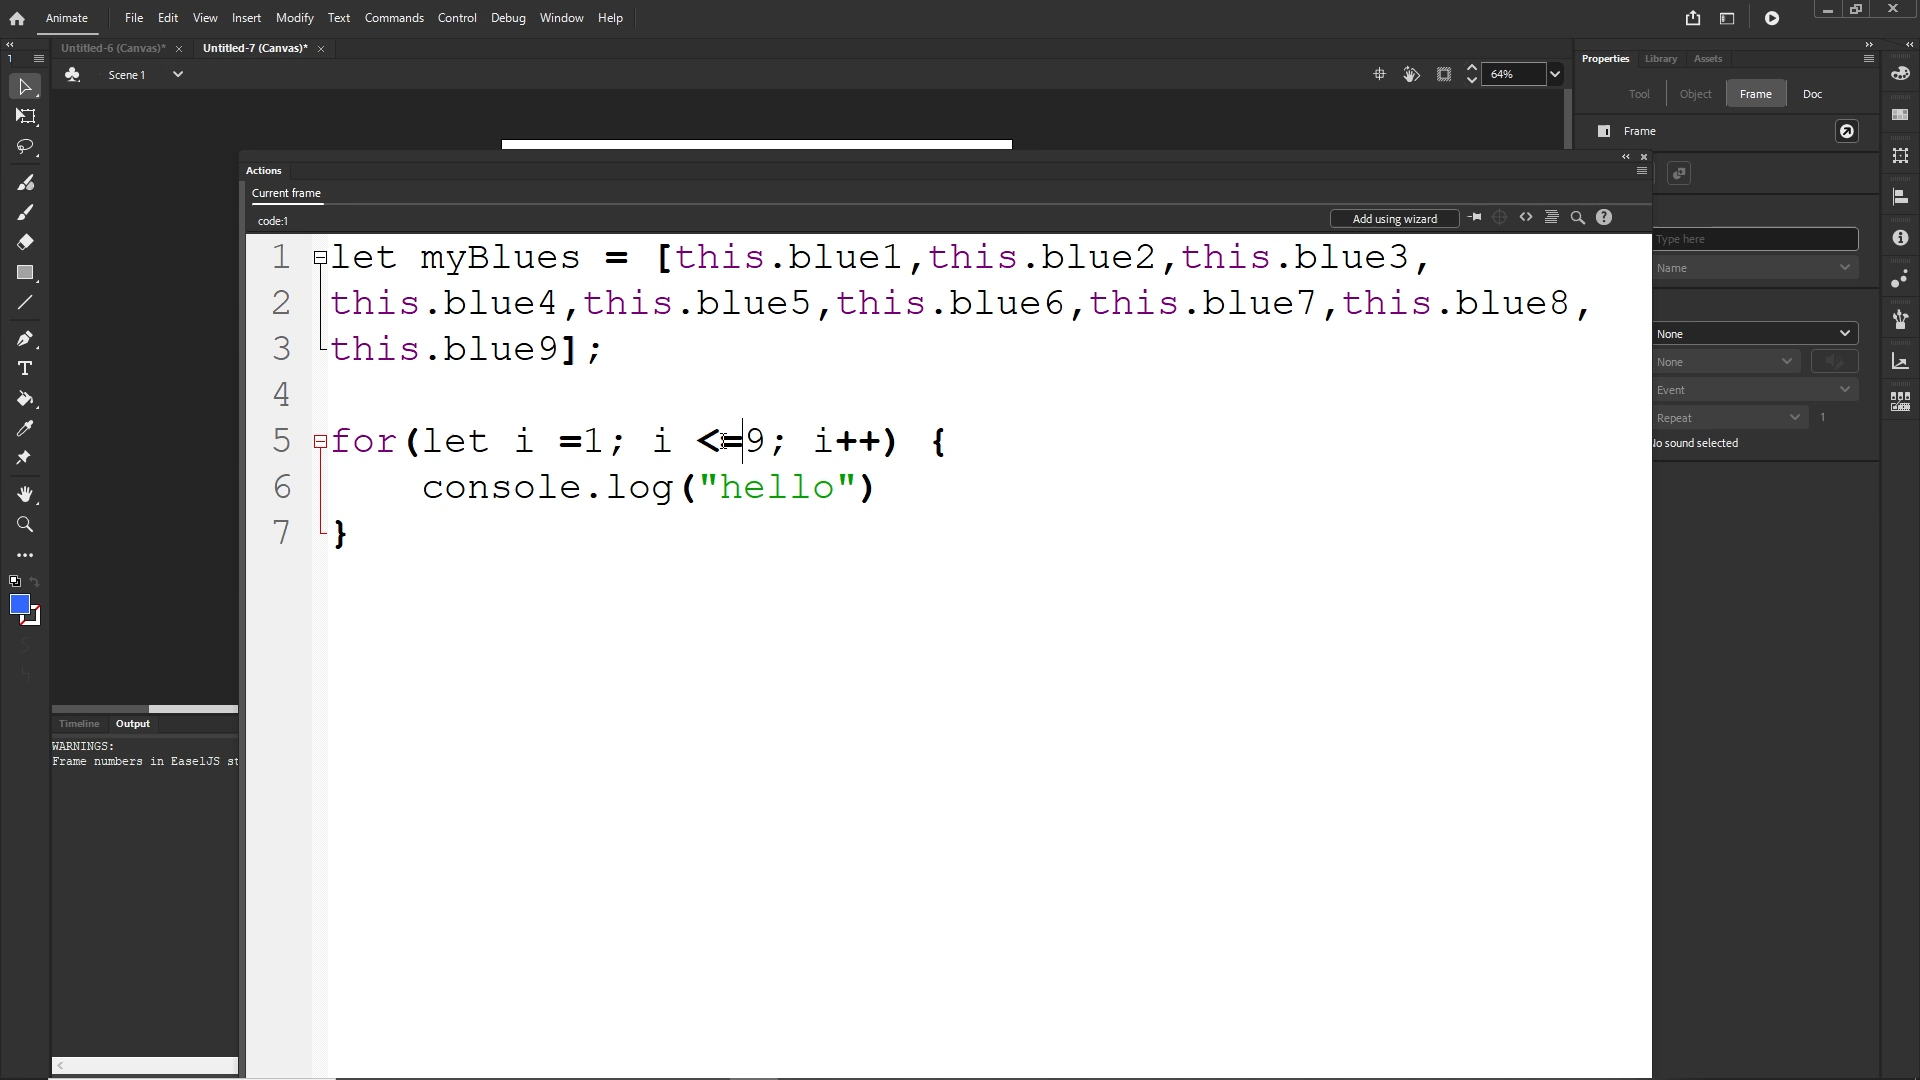 Animate File Edit View Insert Modify Text Commands Control Debug Window Help
Untitled-6 (Canvas)* × Untitled-7 (Canvas)* ×
Properties Library Assets
Scene 1 64%
Tool Object Frame Doc
Frame
Actions
Current frame
code:1 Add using wizard
1 let myBlues = [this.blue1,this.blue2,this.blue3,
2 this.blue4,this.blue5,this.blue6,this.blue7,this.blue8,
3 this.blue9];
4
5 for(let i =1; i <=9; i++) {
6 console.log("hello")
7 }
Type here
Name
None
None
Event
Repeat 1
No sound selected
Timeline Output
WARNINGS:
Frame numbers in EaselJS st